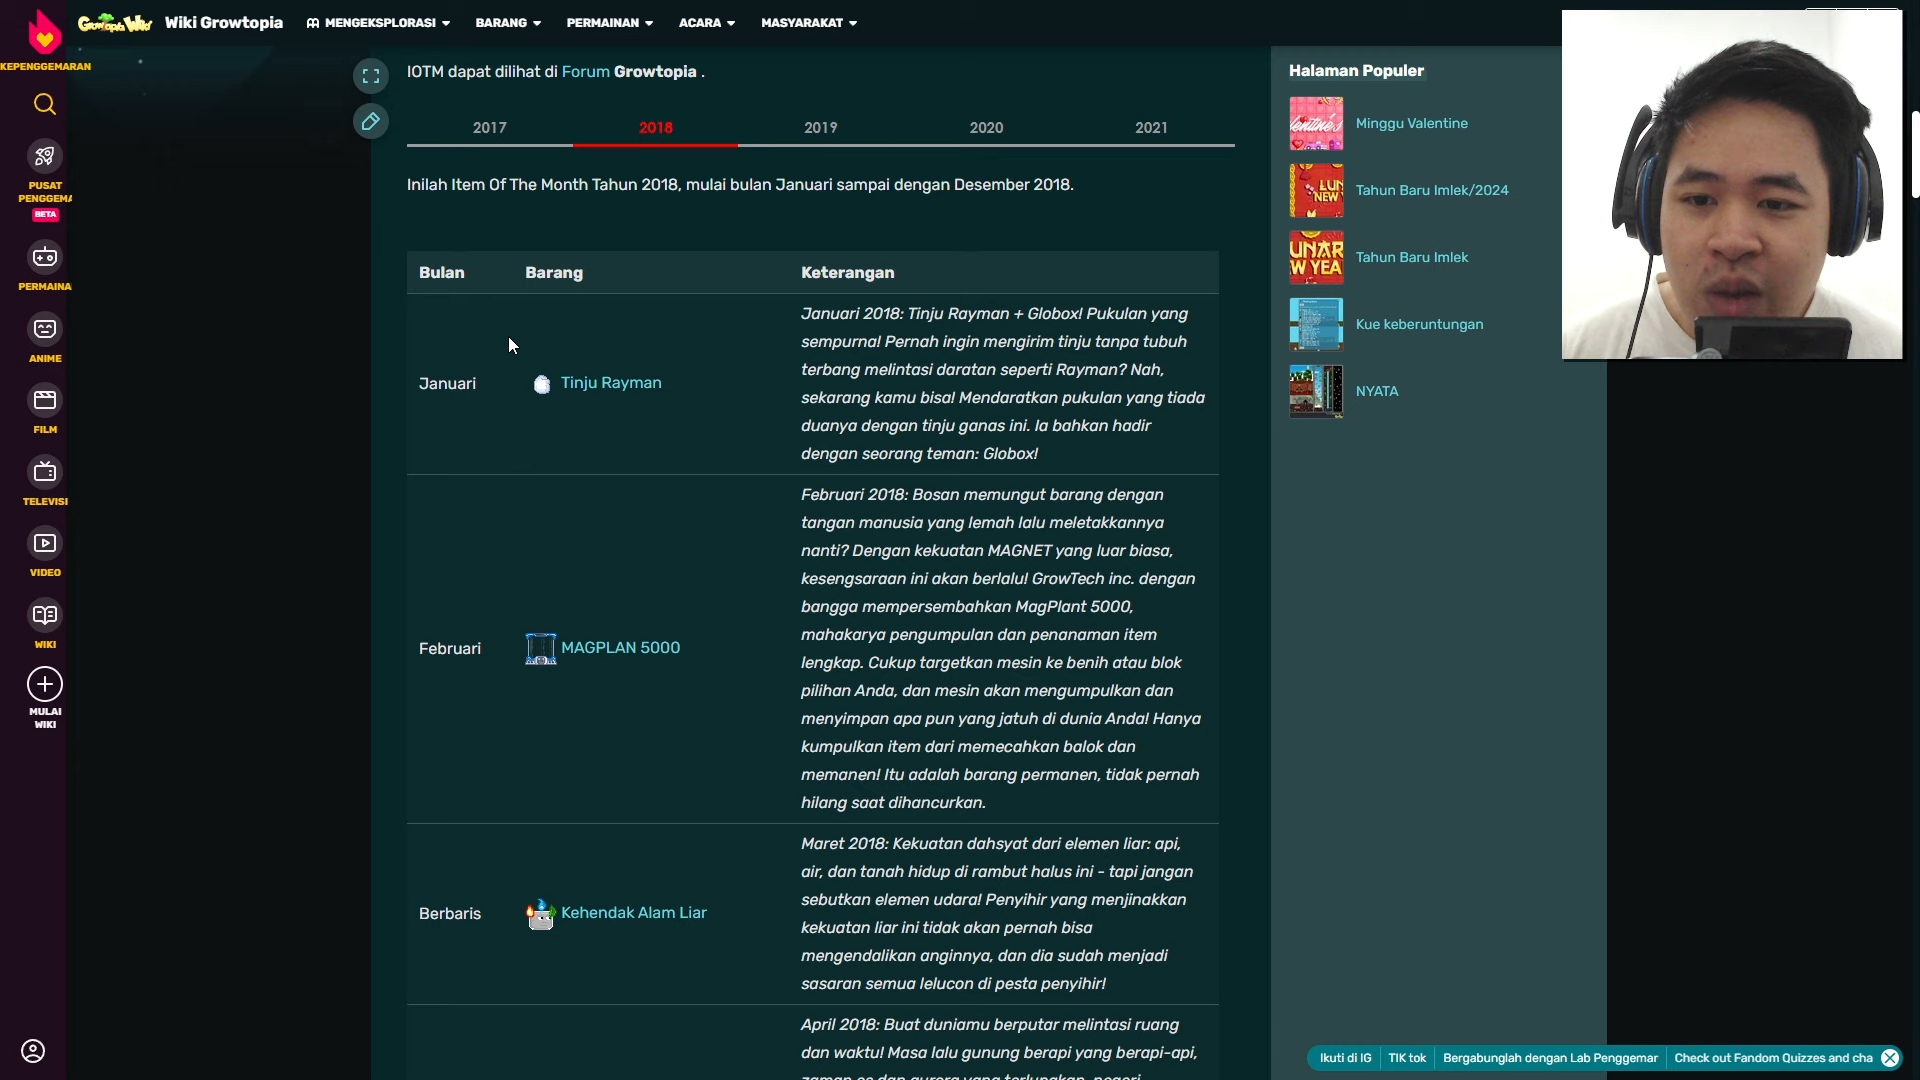 Growtopia Wiki
Wiki Growtopia
MENGEKSPLORASI
BARANG
PERMAINAN
ACARA
MASYARAKAT
KEPENGGEMARAN
PUSAT
PENGGEMA
BETA
PERMAINA
ANIME
FILM
TELEVISI
VIDEO
WIKI
MULAI
WIKI
IOTM dapat dilihat di Forum Growtopia .
2017 2018 2019 2020 2021
Inilah Item Of The Month Tahun 2018, mulai bulan Januari sampai dengan Desember 2018.
Bulan Barang Keterangan
Januari
Tinju Rayman
Januari 2018: Tinju Rayman + Globox! Pukulan yang
sempurna! Pernah ingin mengirim tinju tanpa tubuh
terbang melintasi daratan seperti Rayman? Nah,
sekarang kamu bisa! Mendaratkan pukulan yang tiada
duanya dengan tinju ganas ini. Ia bahkan hadir
dengan seorang teman: Globox!
Februari
MAGPLAN 5000
Februari 2018: Bosan memungut barang dengan
tangan manusia yang lemah lalu meletakkannya
nanti? Dengan kekuatan MAGNET yang luar biasa,
kesengsaraan ini akan berlalu! GrowTech inc. dengan
bangga mempersembahkan MagPlant 5000,
mahakarya pengumpulan dan penanaman item
lengkap. Cukup targetkan mesin ke benih atau blok
pilihan Anda, dan mesin akan mengumpulkan dan
menyimpan apa pun yang jatuh di dunia Anda! Hanya
kumpulkan item dari memecahkan balok dan
memanen! Itu adalah barang permanen, tidak pernah
hilang saat dihancurkan.
Berbaris
Kehendak Alam Liar
Maret 2018: Kekuatan dahsyat dari elemen liar: api,
air, dan tanah hidup di rambut halus ini - tapi jangan
sebutkan elemen udara! Penyihir yang menjinakkan
kekuatan liar ini tidak akan pernah bisa
mengendalikan anginnya, dan dia sudah menjadi
sasaran semua lelucon di pesta penyihir!
April 2018: Buat duniamu berputar melintasi ruang
dan waktu! Masa lalu gunung berapi yang berapi-api,
Halaman Populer
Minggu Valentine
Tahun Baru Imlek/2024
Tahun Baru Imlek
Kue keberuntungan
NYATA
Ikuti di IG
TIK tok
Bergabunglah dengan Lab Penggemar
Check out Fandom Quizzes and cha